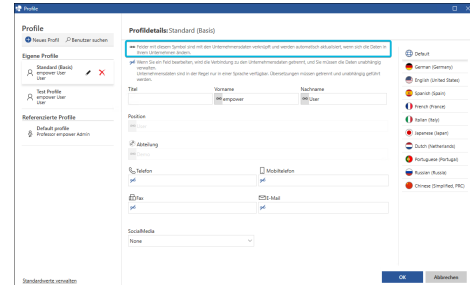 Profile
Profile
Neues Profil
Benutzer suchen
Eigene Profile
Standard (Basis)
empower User
User
Test Profile
empower User
User
Referenzierte Profile
Default profile
Professor empower Admin
Standardwerte verwalten
Profildetails: Standard (Basis)
Felder mit diesem Symbol sind mit den Unternehmensdaten verknüpft und werden automatisch aktualisiert, wenn sich die Daten in
Ihrem Unternehmen ändern.
Wenn Sie ein Feld bearbeiten, wird die Verbindung zu den Unternehmensdaten getrennt, und Sie müssen die Daten unabhängig
verwalten.
Unternehmensdaten sind in der Regel nur in einer Sprache verfügbar. Übersetzungen müssen getrennt und unabhängig geführt
werden.
Titel
Vorname
Nachname
empower
User
Position
Abteilung
Telefon
Mobiltelefon
Fax
E-Mail
SocialMedia
None
Default
German (Germany)
English (United States)
Spanish (Spain)
French (France)
Italian (Italy)
Japanese (Japan)
Dutch (Netherlands)
Portuguese (Portugal)
Russian (Russia)
Chinese (Simplified, PRC)
OK
Abbrechen